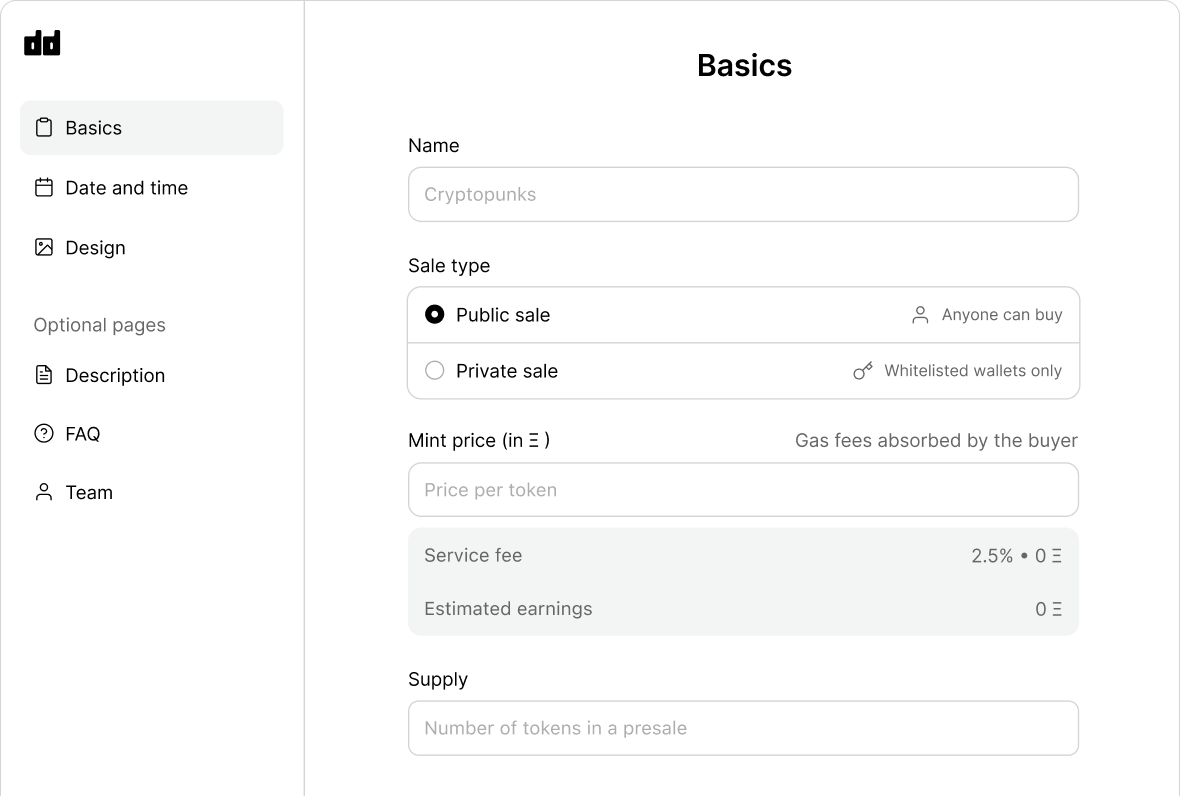 dd
Basics
Date and time
Design
Optional pages
Description
FAQ
Team
Basics
Name
Cryptopunks
Sale type
Public sale
Anyone can buy
Private sale
Whitelisted wallets only
Mint price (in Ξ )
Gas fees absorbed by the buyer
Price per token
Service fee
2.5% • 0 Ξ
Estimated earnings
0 Ξ
Supply
Number of tokens in a presale